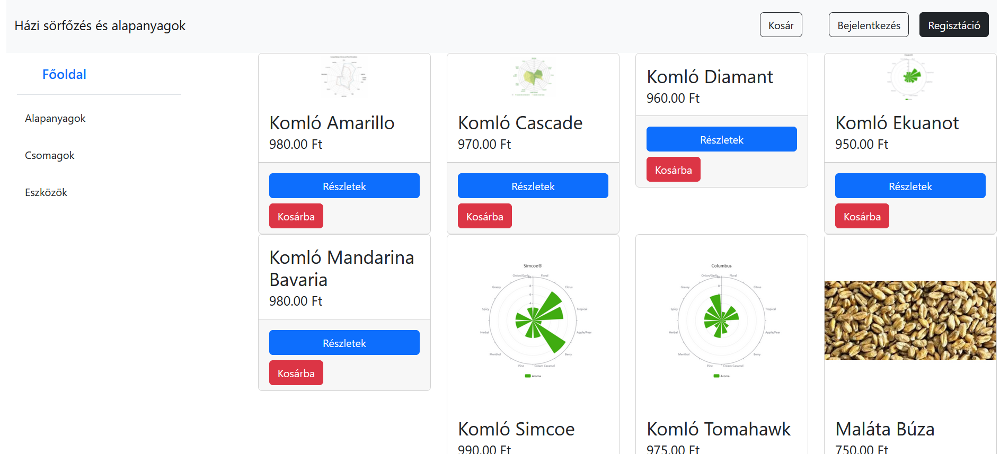 Házi sörfőzés és alapanyagok
Kosár
Bejelentkezés
Regisztáció
Főoldal
Alapanyagok
Csomagok
Eszközök
Komló Amarillo
980.00 Ft
Részletek
Kosárba
Komló Cascade
970.00 Ft
Részletek
Kosárba
Komló Diamant
960.00 Ft
Részletek
Kosárba
Komló Ekuanot
950.00 Ft
Részletek
Kosárba
Komló Mandarina
Bavaria
980.00 Ft
Részletek
Kosárba
Simcoe®
Onion/Garlic
Floral
Grassy
Citrus
Spicy
Tropical
Herbal
Apple/Pear
Menthol
Berry
Pine
Cream Caramel
Aroma
Komló Simcoe
990.00 Ft
Columbus
Onion/Garlic
Floral
Grassy
Citrus
Spicy
Tropical
Herbal
Apple/Pear
Menthol
Berry
Pine
Cream Caramel
Aroma
Komló Tomahawk
975.00 Ft
Maláta Búza
750.00 Ft